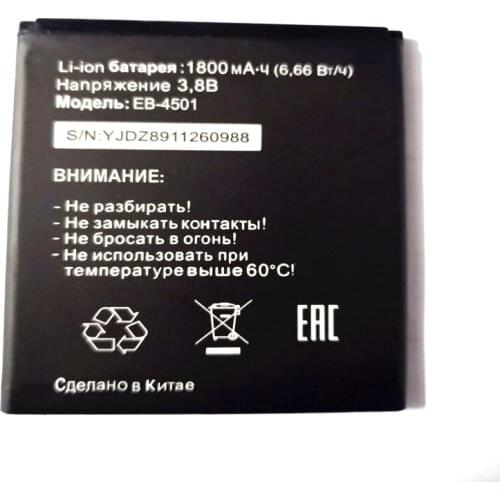 Li-ion батарея:1800 мА·ч (6,66 Вт/ч)
Напряжение 3,8В
Модель: EB-4501
S/N:YJDZ8911260988
ВНИМАНИЕ:
-Не разбирать!
-Не замыкать контакты!
-Не бросать в огонь!
-Не использовать при
температуре выше 60°С!
ЕАС
Сделано в Китае